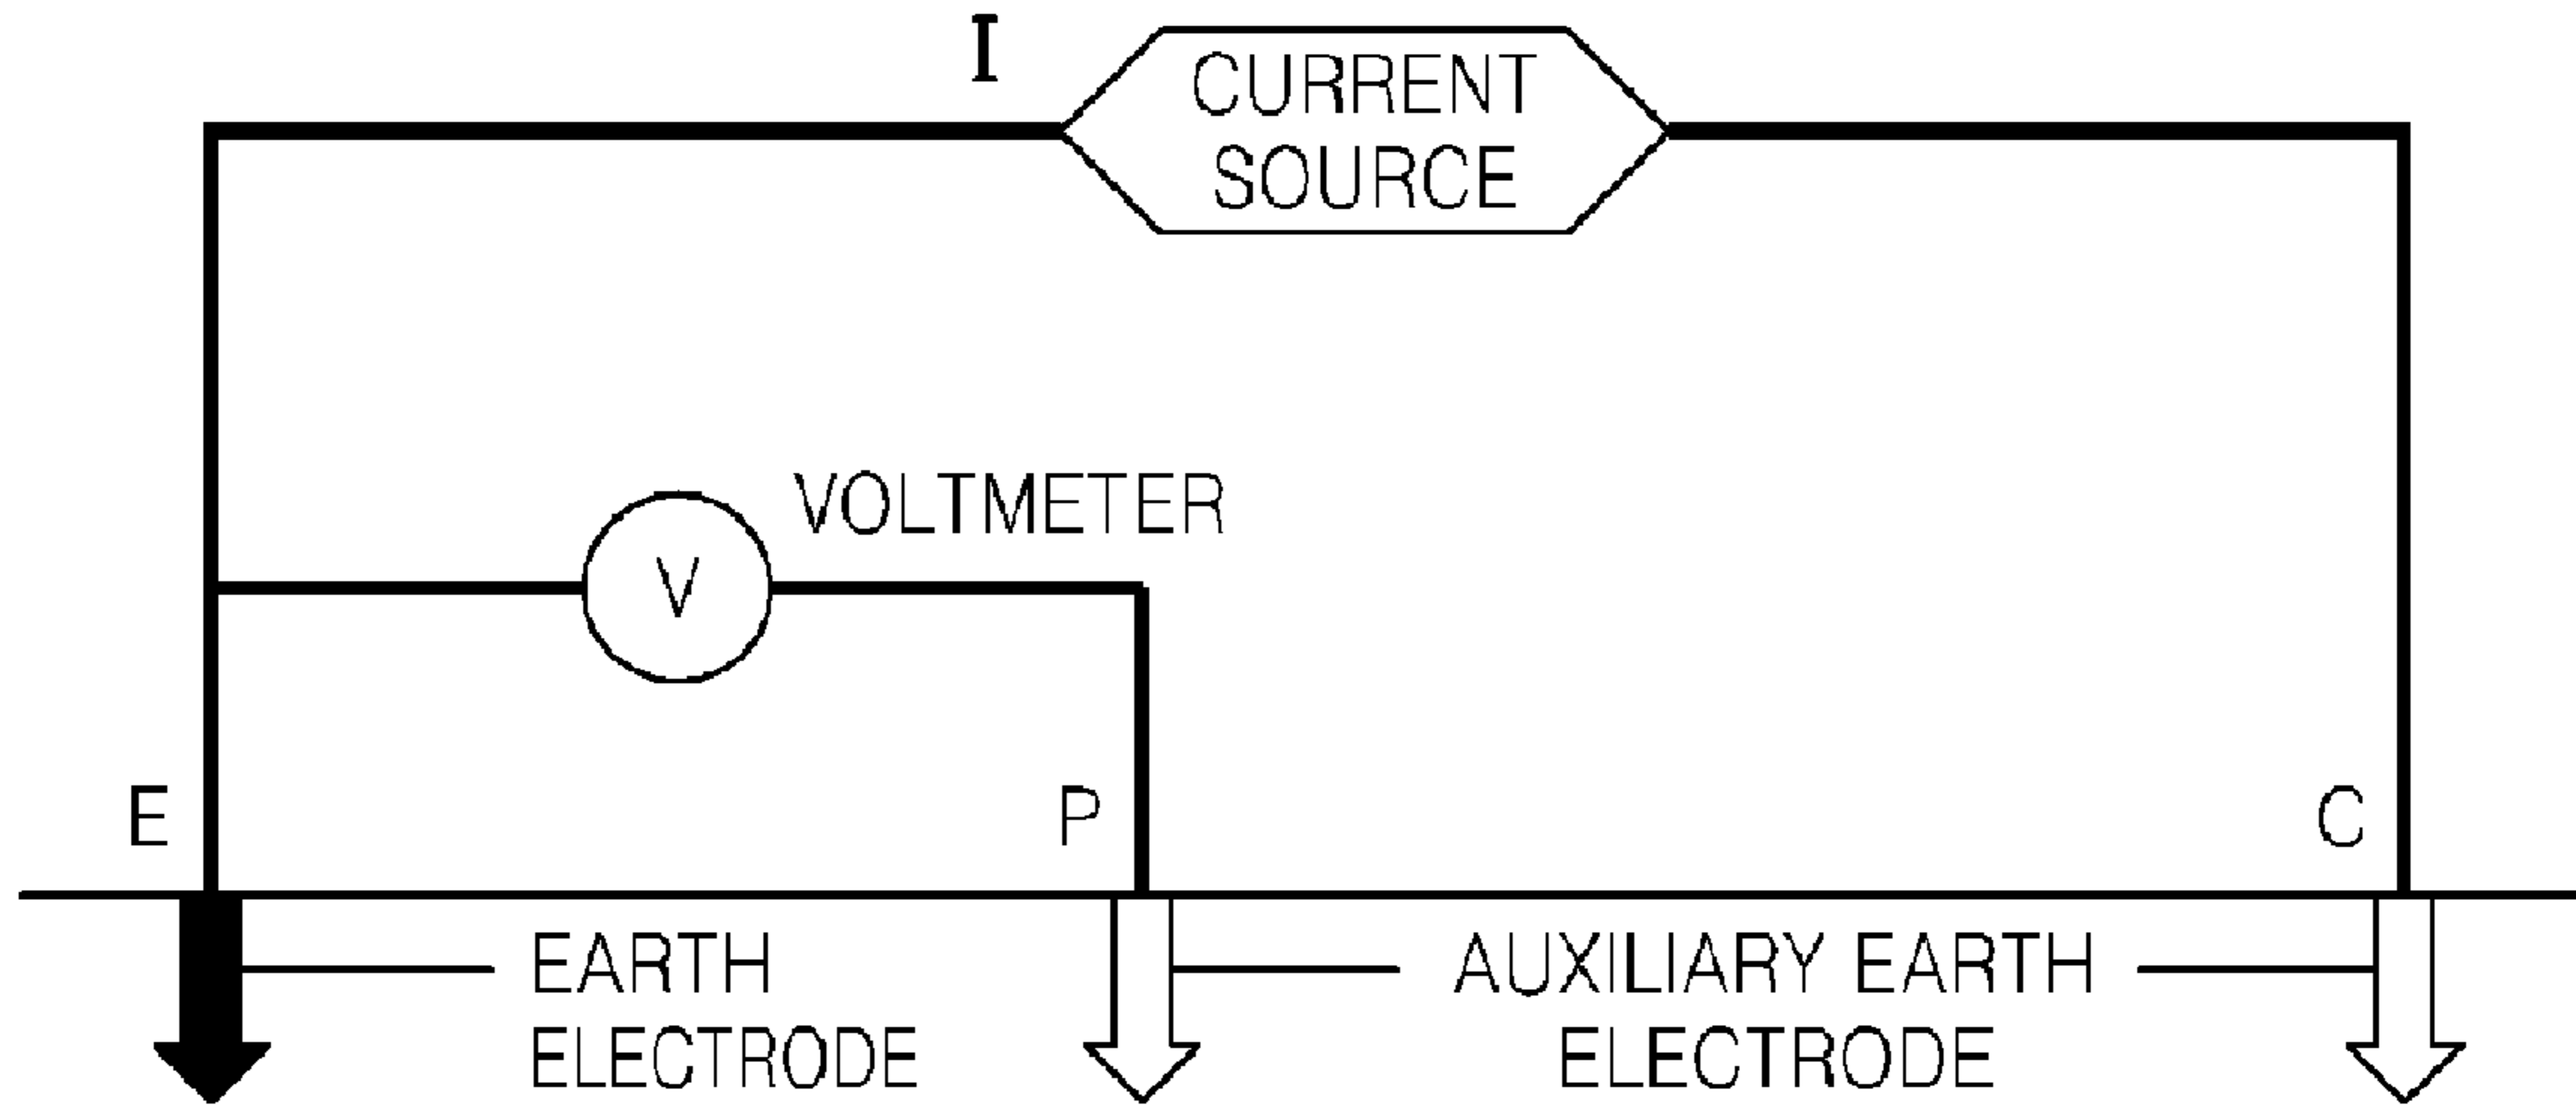 I
CURRENT
SOURCE
VOLTMETER
V
E
P
C
EARTH
ELECTRODE
AUXILIARY EARTH
ELECTRODE